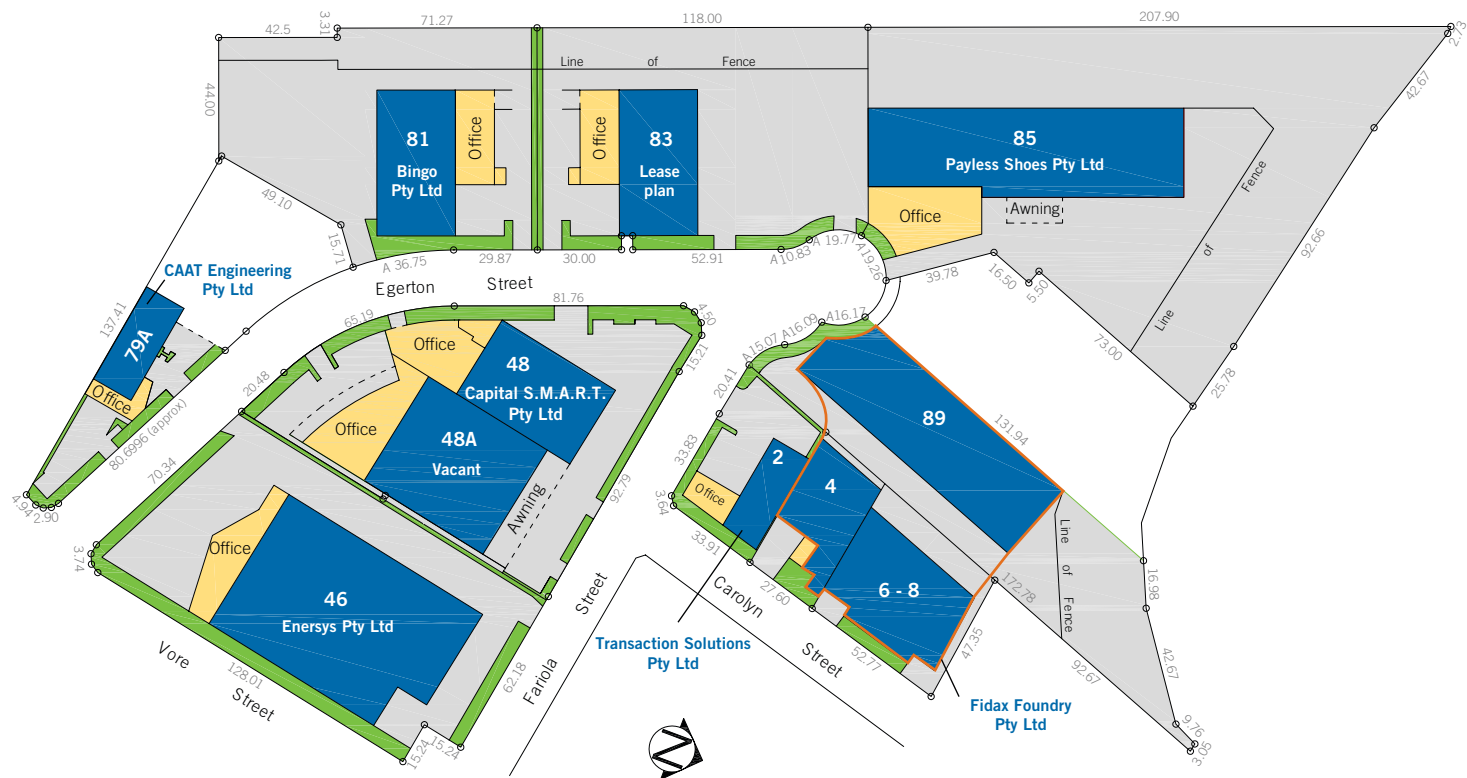 71.27
118.00
207.90
3.31
42.5
2.73
Line of Fence
42.67
44.00
81
Bingo
Pty Ltd
Office
Office
83
Lease
plan
85
Payless Shoes Pty Ltd
Office
Awning
Fence
of
Line
92.66
49.10
15.71
A 36.75
29.87
30.00
52.91
A10.83
A 19.77
A19.26
39.78
16.50
5.50
CAAT Engineering
Pty Ltd
137.41
79A
Office
Egerton Street
81.76
4.50
65.19
A15.07
A16.09
A16.17
73.00
Office
48
Capital S.M.A.R.T.
Pty Ltd
15.21
20.48
20.41
25.78
80.6996 (approx)
Office
48A
Vacant
89
131.94
2
33.83
4
70.34
4.94
2.90
Awning
92.79
3.64
Office
33.91
Office
3.74
46
Enersys Pty Ltd
27.60
Carolyn
Street
6 - 8
172.78
Line of Fence
16.98
Transaction Solutions
Pty Ltd
47.35
52.77
42.67
92.67
Vore
Street
128.01
62.18
Fariola
Street
Fidax Foundry
Pty Ltd
9.76
3.05
15.24
15.24
N